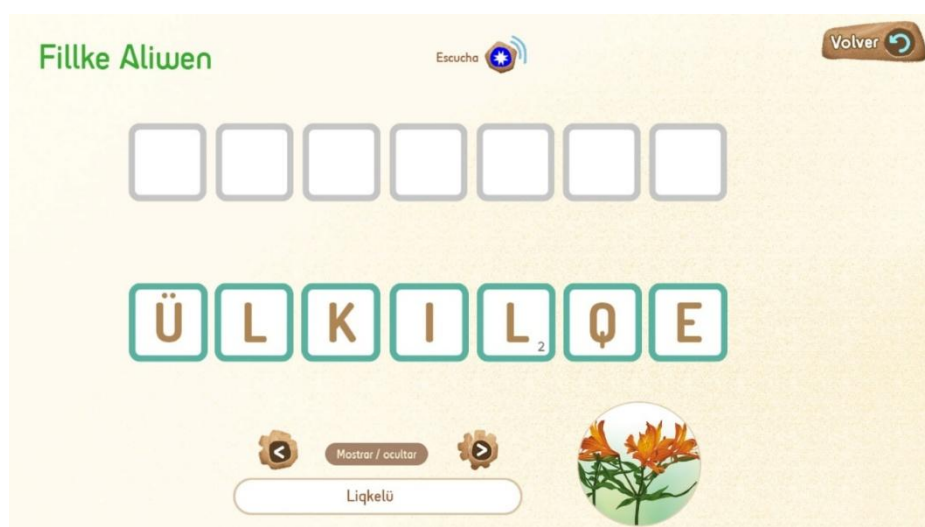 Fillke Aliwen
Escucha
Volver
Ü L K I L Q E
2
<
Mostrar / ocultar
>
Liqkelü